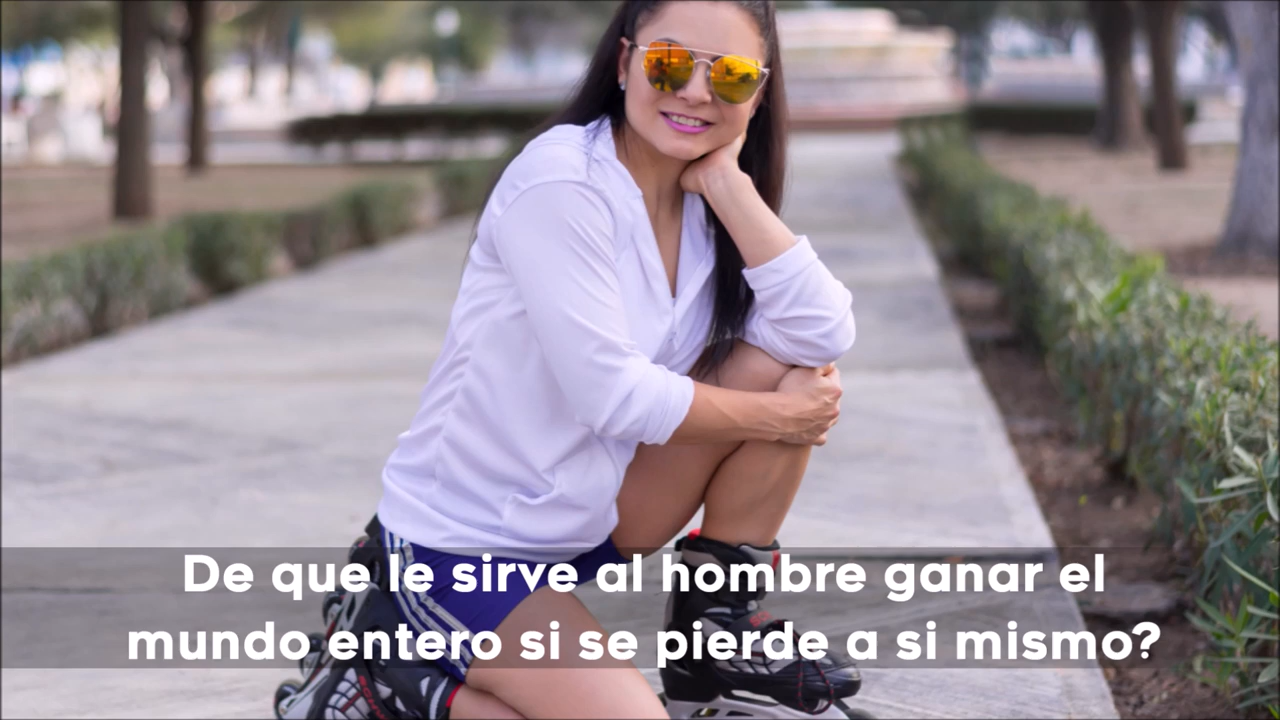 De que le sirve al hombre ganar el
mundo entero si se pierde a si mismo?